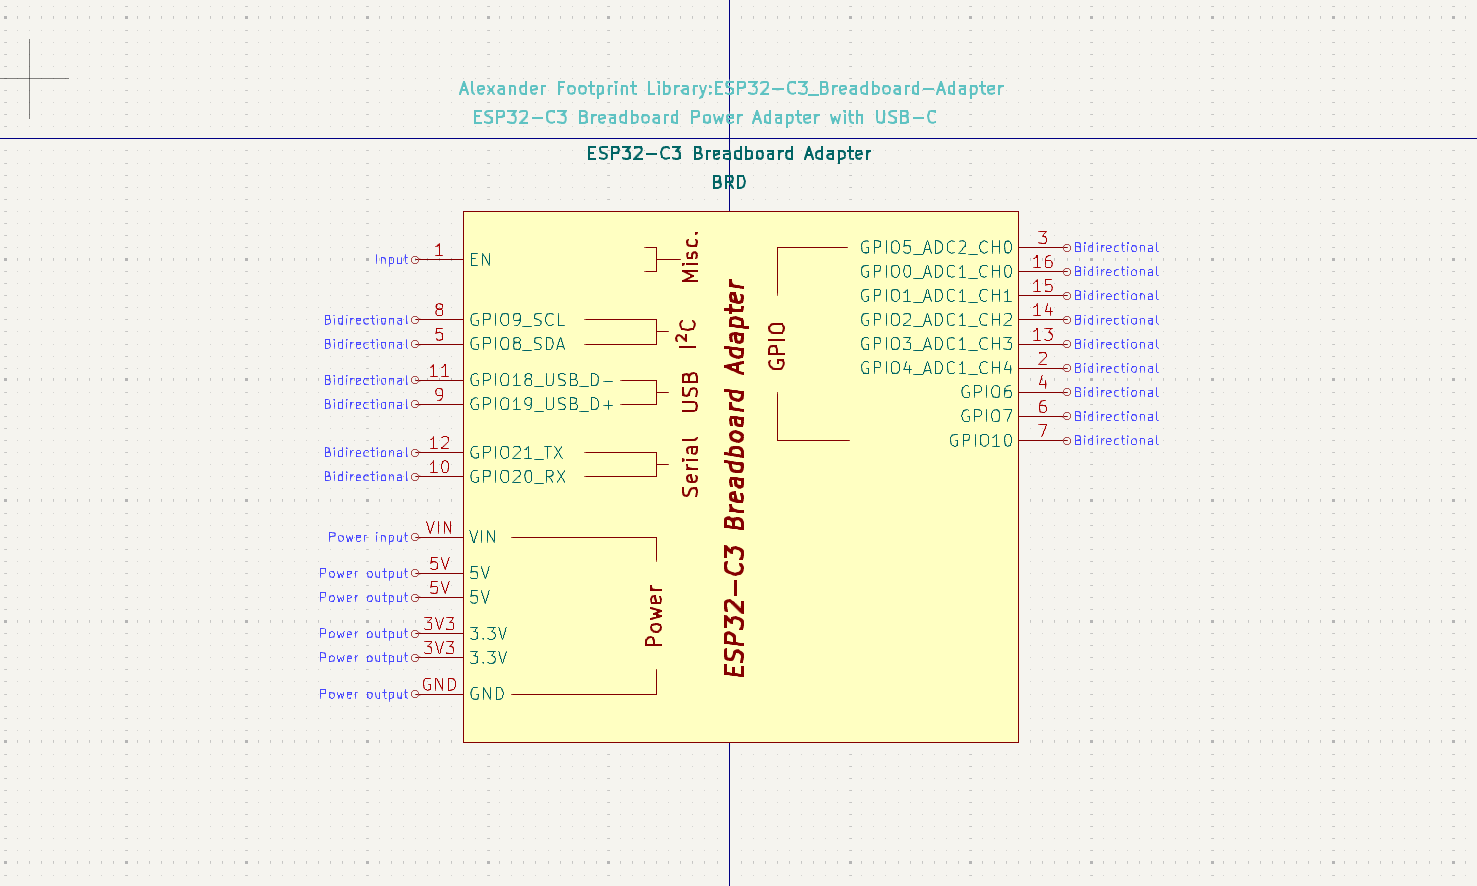 Alexander Footprint Library:ESP32-C3_Breadboard-Adapter
ESP32-C3 Breadboard Power Adapter with USB-C
ESP32-C3 Breadboard Adapter
BRD
Input 1 EN
Bidirectional 8 GPIO9_SCL
Bidirectional 5 GPIO8_SDA
Bidirectional 11 GPIO18_USB_D-
Bidirectional 9 GPIO19_USB_D+
Bidirectional 12 GPIO21_TX
Bidirectional 10 GPIO20_RX
Power input VIN VIN
Power output 5V 5V
Power output 5V 5V
Power output 3V3 3.3V
Power output 3V3 3.3V
Power output GND GND
Misc.
I²C
USB
Serial
Power
ESP32-C3 Breadboard Adapter
GPIO
GPIO5_ADC2_CH0 3 Bidirectional
GPIO0_ADC1_CH0 16 Bidirectional
GPIO1_ADC1_CH1 15 Bidirectional
GPIO2_ADC1_CH2 14 Bidirectional
GPIO3_ADC1_CH3 13 Bidirectional
GPIO4_ADC1_CH4 2 Bidirectional
GPIO6 4 Bidirectional
GPIO7 6 Bidirectional
GPIO10 7 Bidirectional